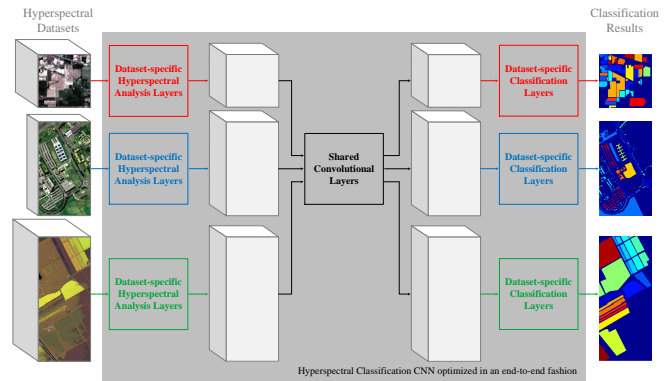 Hyperspectral
Datasets
Classification
Results
Dataset-specific
Hyperspectral
Analysis Layers
Dataset-specific
Classification
Layers
Dataset-specific
Hyperspectral
Analysis Layers
Shared
Convolutional
Layers
Dataset-specific
Classification
Layers
Dataset-specific
Hyperspectral
Analysis Layers
Dataset-specific
Classification
Layers
Hyperspectral Classification CNN optimized in an end-to-end fashion